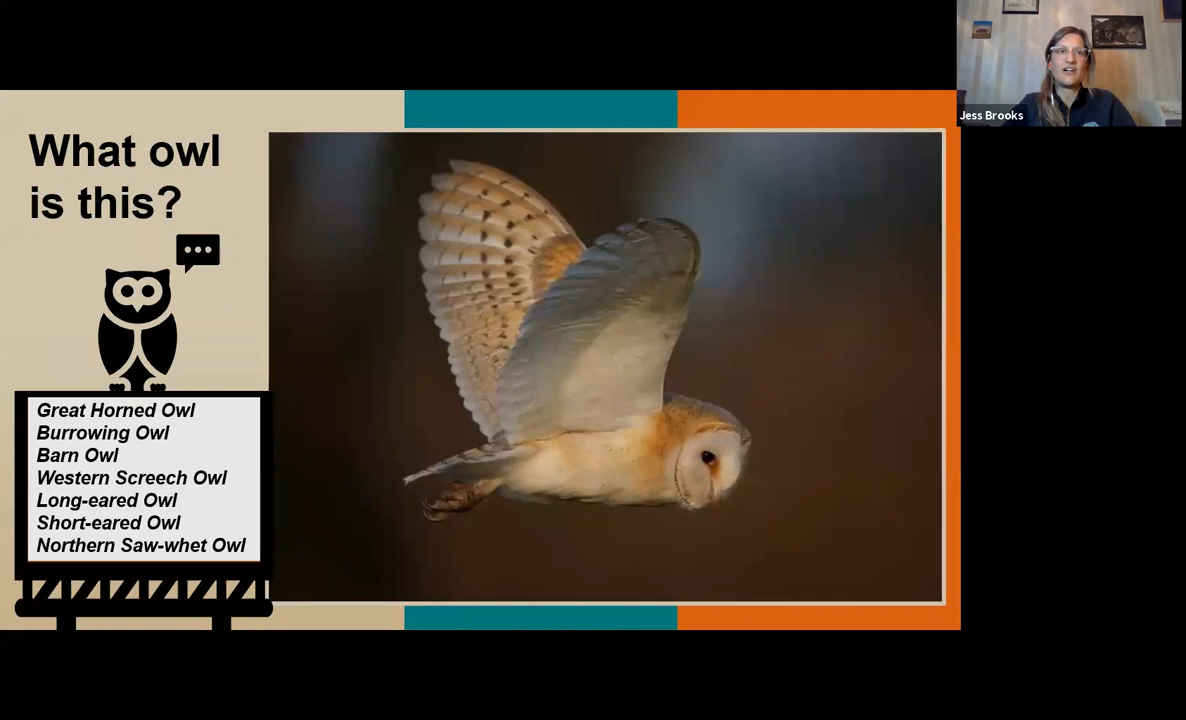 What owl
is this?
Great Horned Owl
Burrowing Owl
Barn Owl
Western Screech Owl
Long-eared Owl
Short-eared Owl
Northern Saw-whet Owl
Jess Brooks